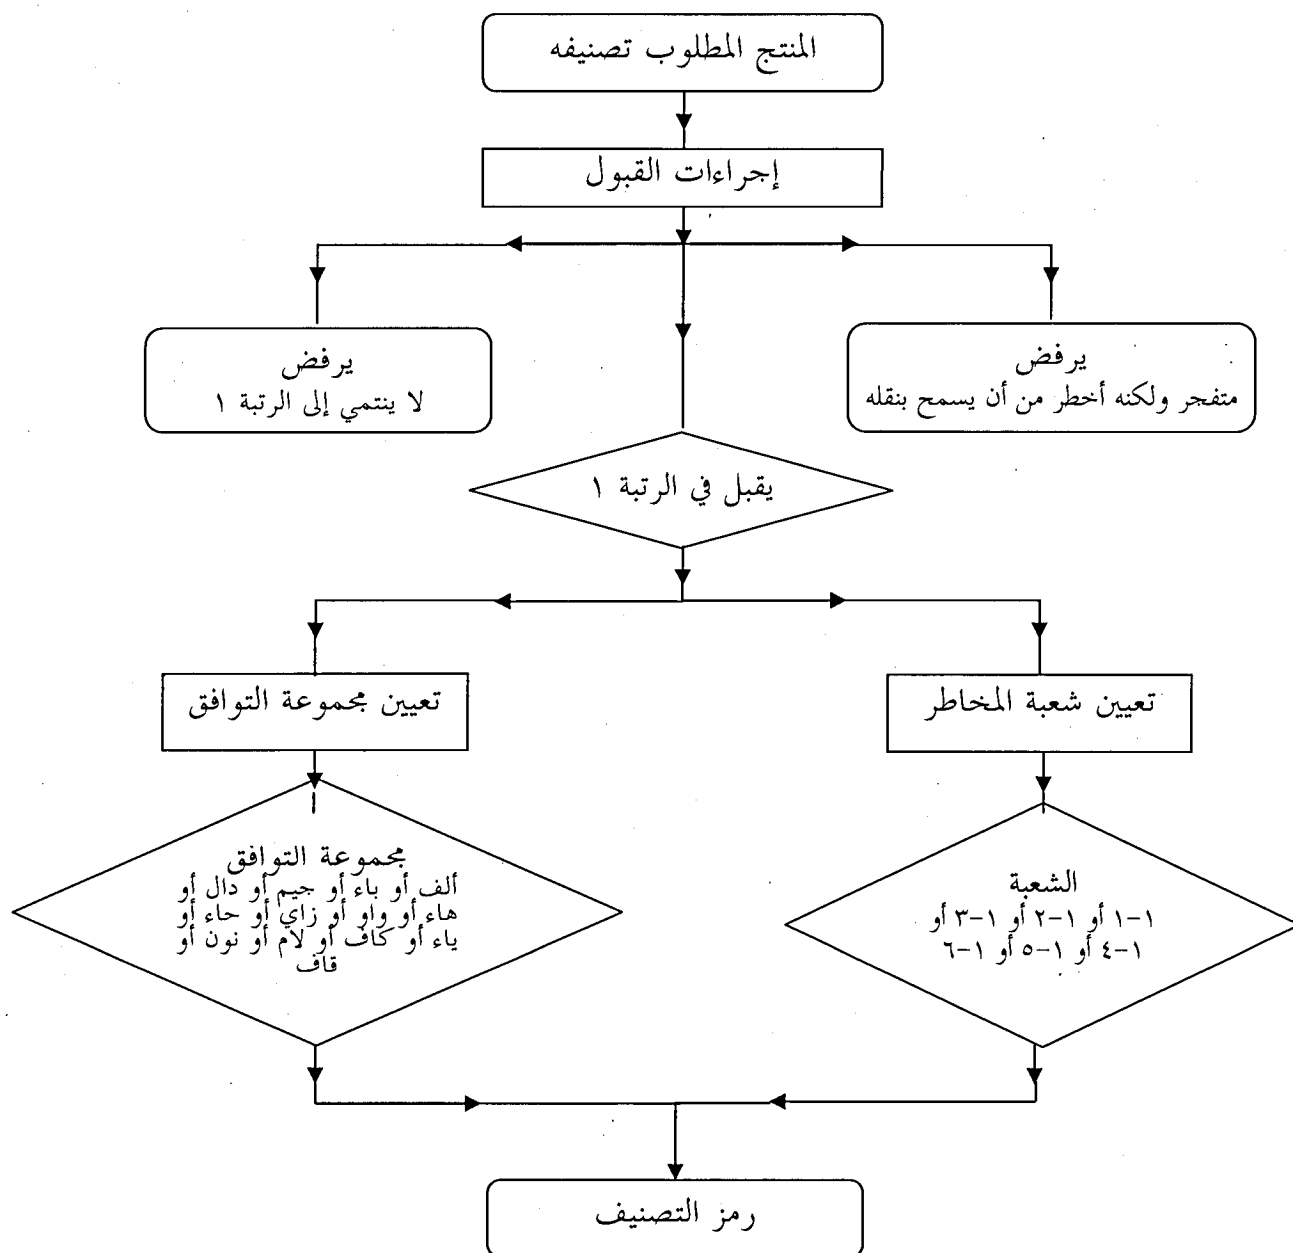 المنتج المطلوب تصنيفه
إجراءات القبول
يرفض
متفجر ولكنه أخطر من أن يسمح بنقله
يرفض
لا ينتمي إلى الرتبة ١
يقبل في الرتبة ١
تعيين شعبة المخاطر
تعيين مجموعة التوافق
الشعبة
١-١ أو ١-٢ أو ١-٣ أو
١-٤ أو ١-٥ أو ١-٦
مجموعة التوافق
ألف أو باء أو جيم أو دال أو
هاء أو واو أو زاي أو حاء أو
ياء أو كاف أو لام أو نون أو
قاف
رمز التصنيف